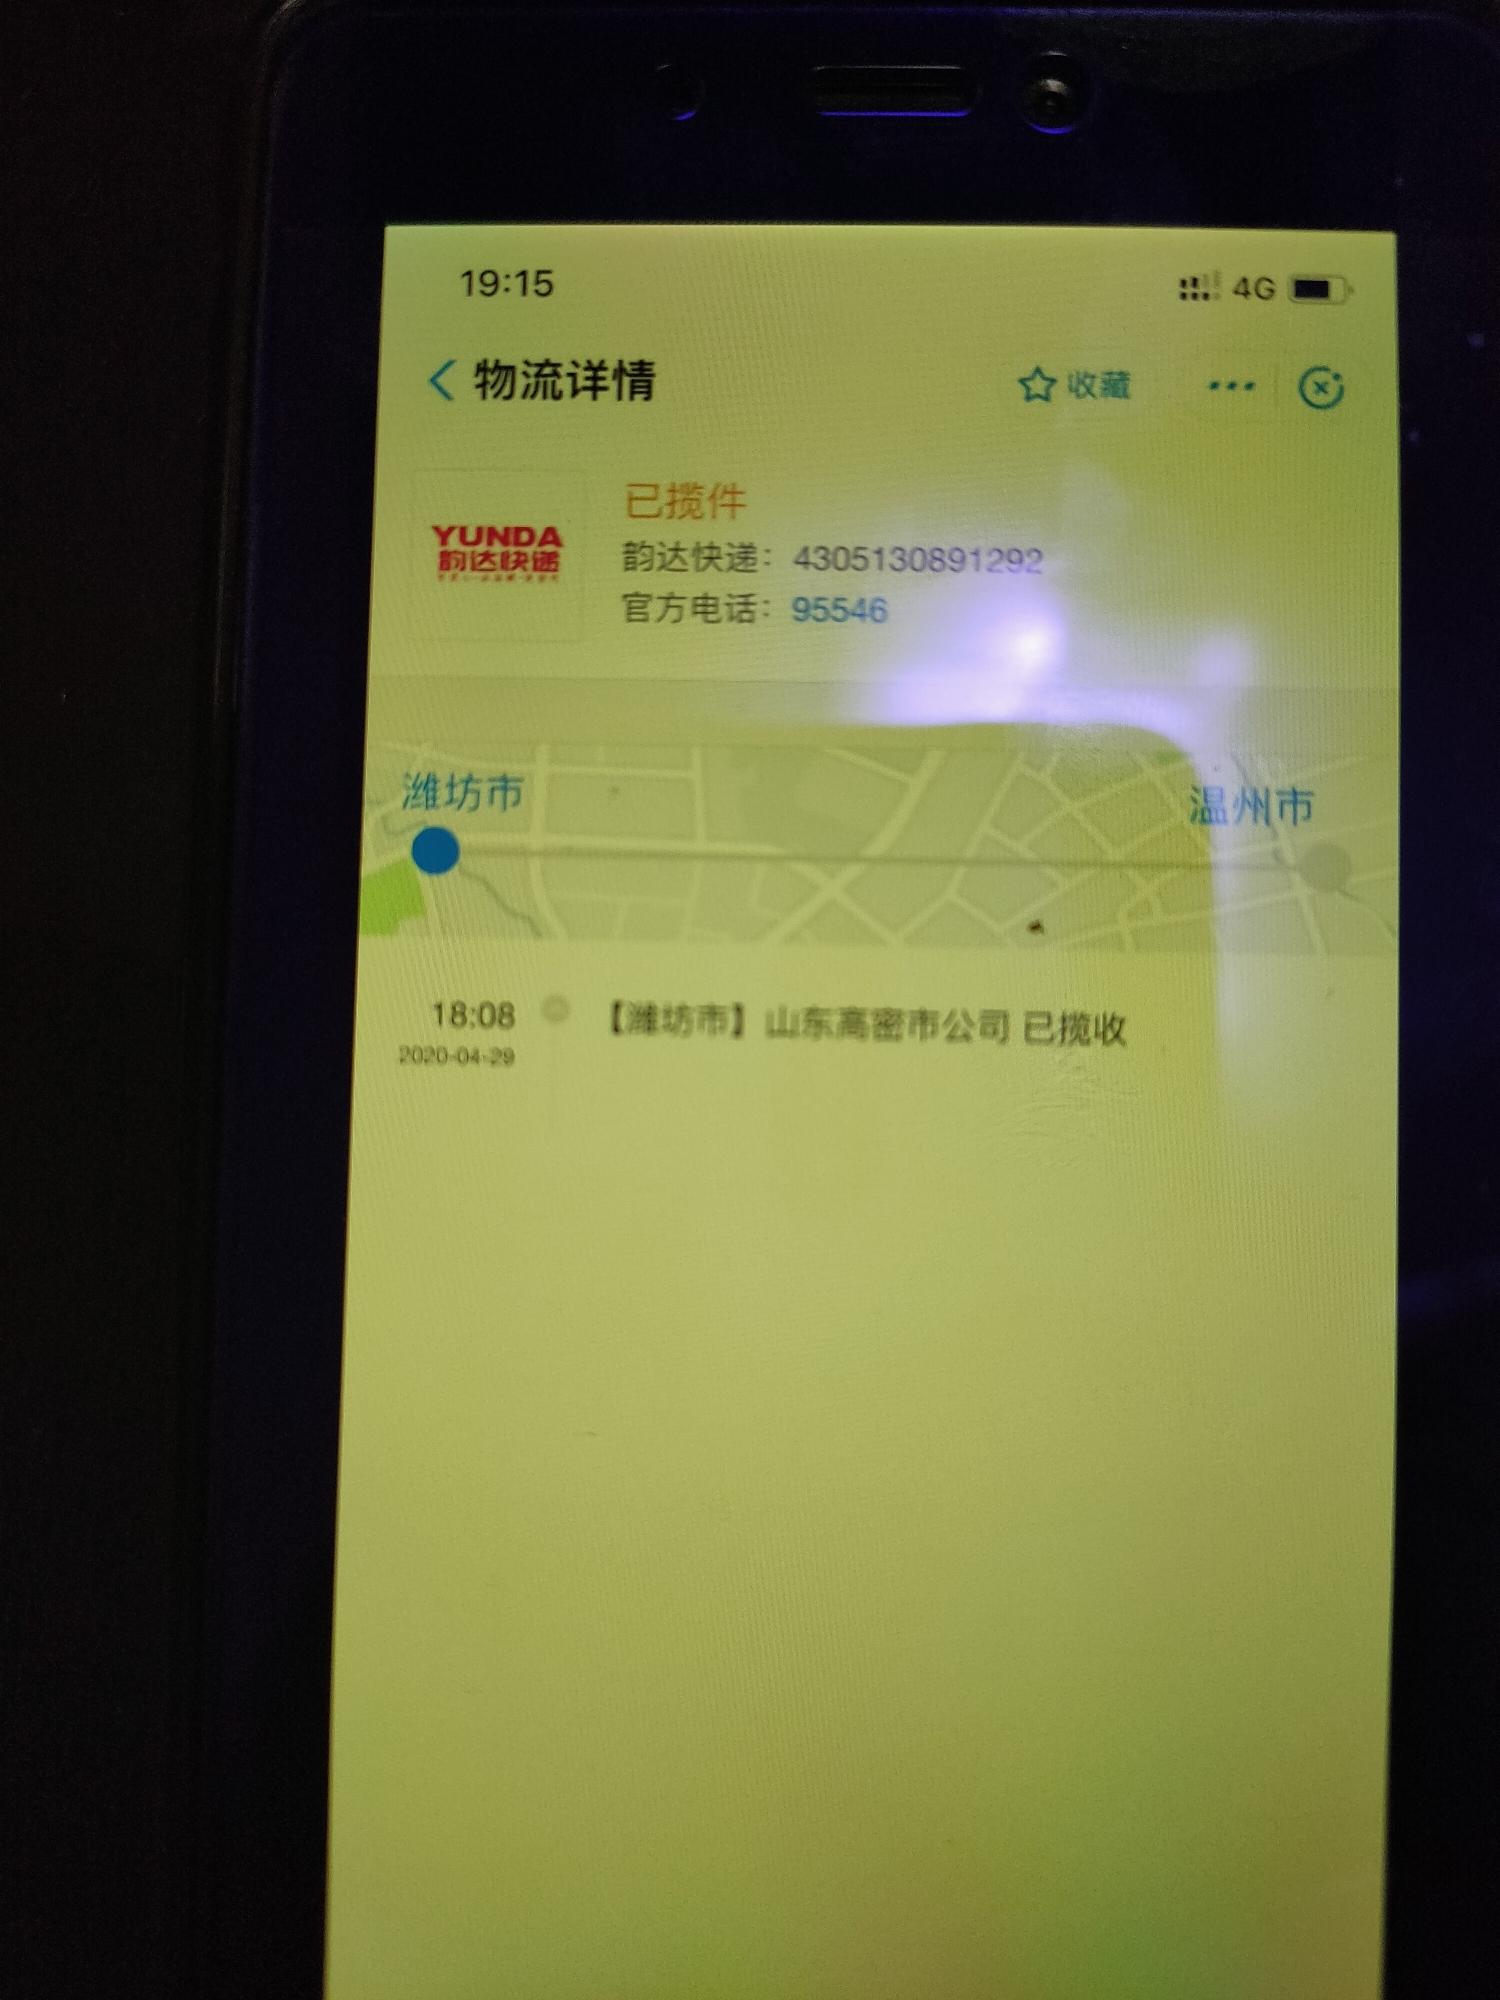 19:15
4G
物流详情
收藏
已揽件
YUNDA
韵达快递
韵达快递：4305130891292
官方电话：95546
潍坊市
温州市
18:08
2020-04-29
【潍坊市】山东高密市公司 已揽收